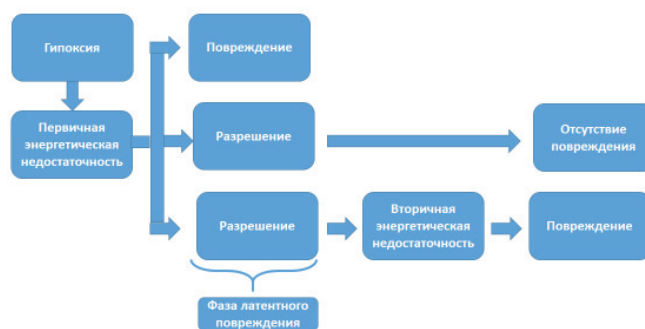 Гипоксия
Повреждение
Первичная
энергетическая
недостаточность
Разрешение
Отсутствие
повреждения
Разрешение
Вторичная
энергетическая
недостаточность
Повреждение
Фаза латентного
повреждения